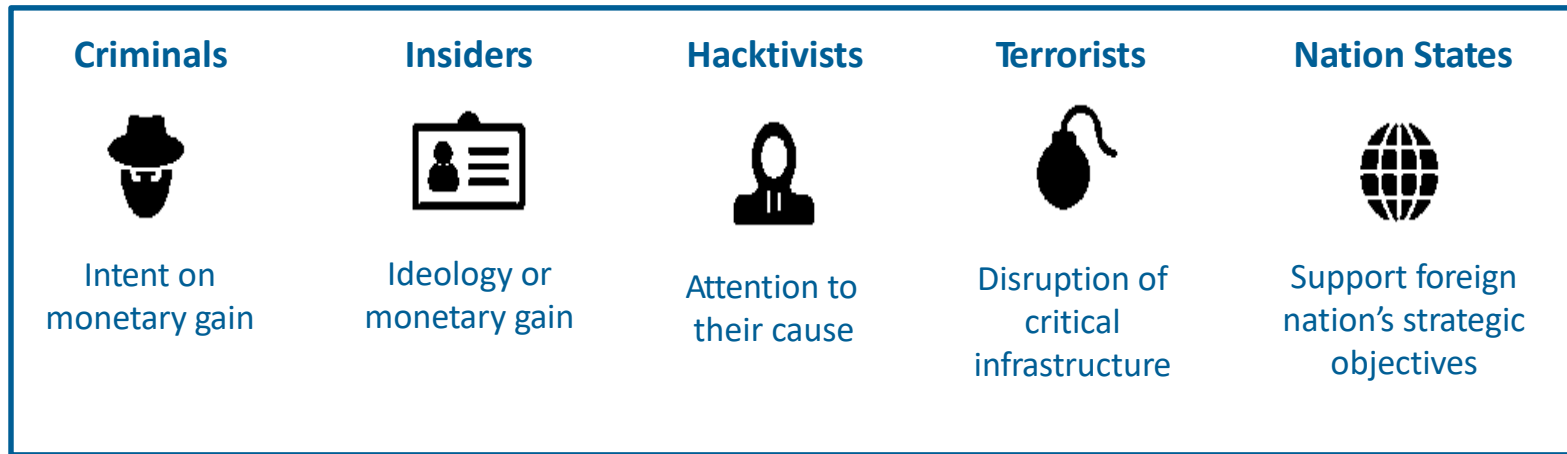 Criminals
Intent on
monetary gain
Insiders
Ideology or
monetary gain
Hacktivists
Attention to
their cause
Terrorists
Disruption of
critical
infrastructure
Nation States
Support foreign
nation’s strategic
objectives